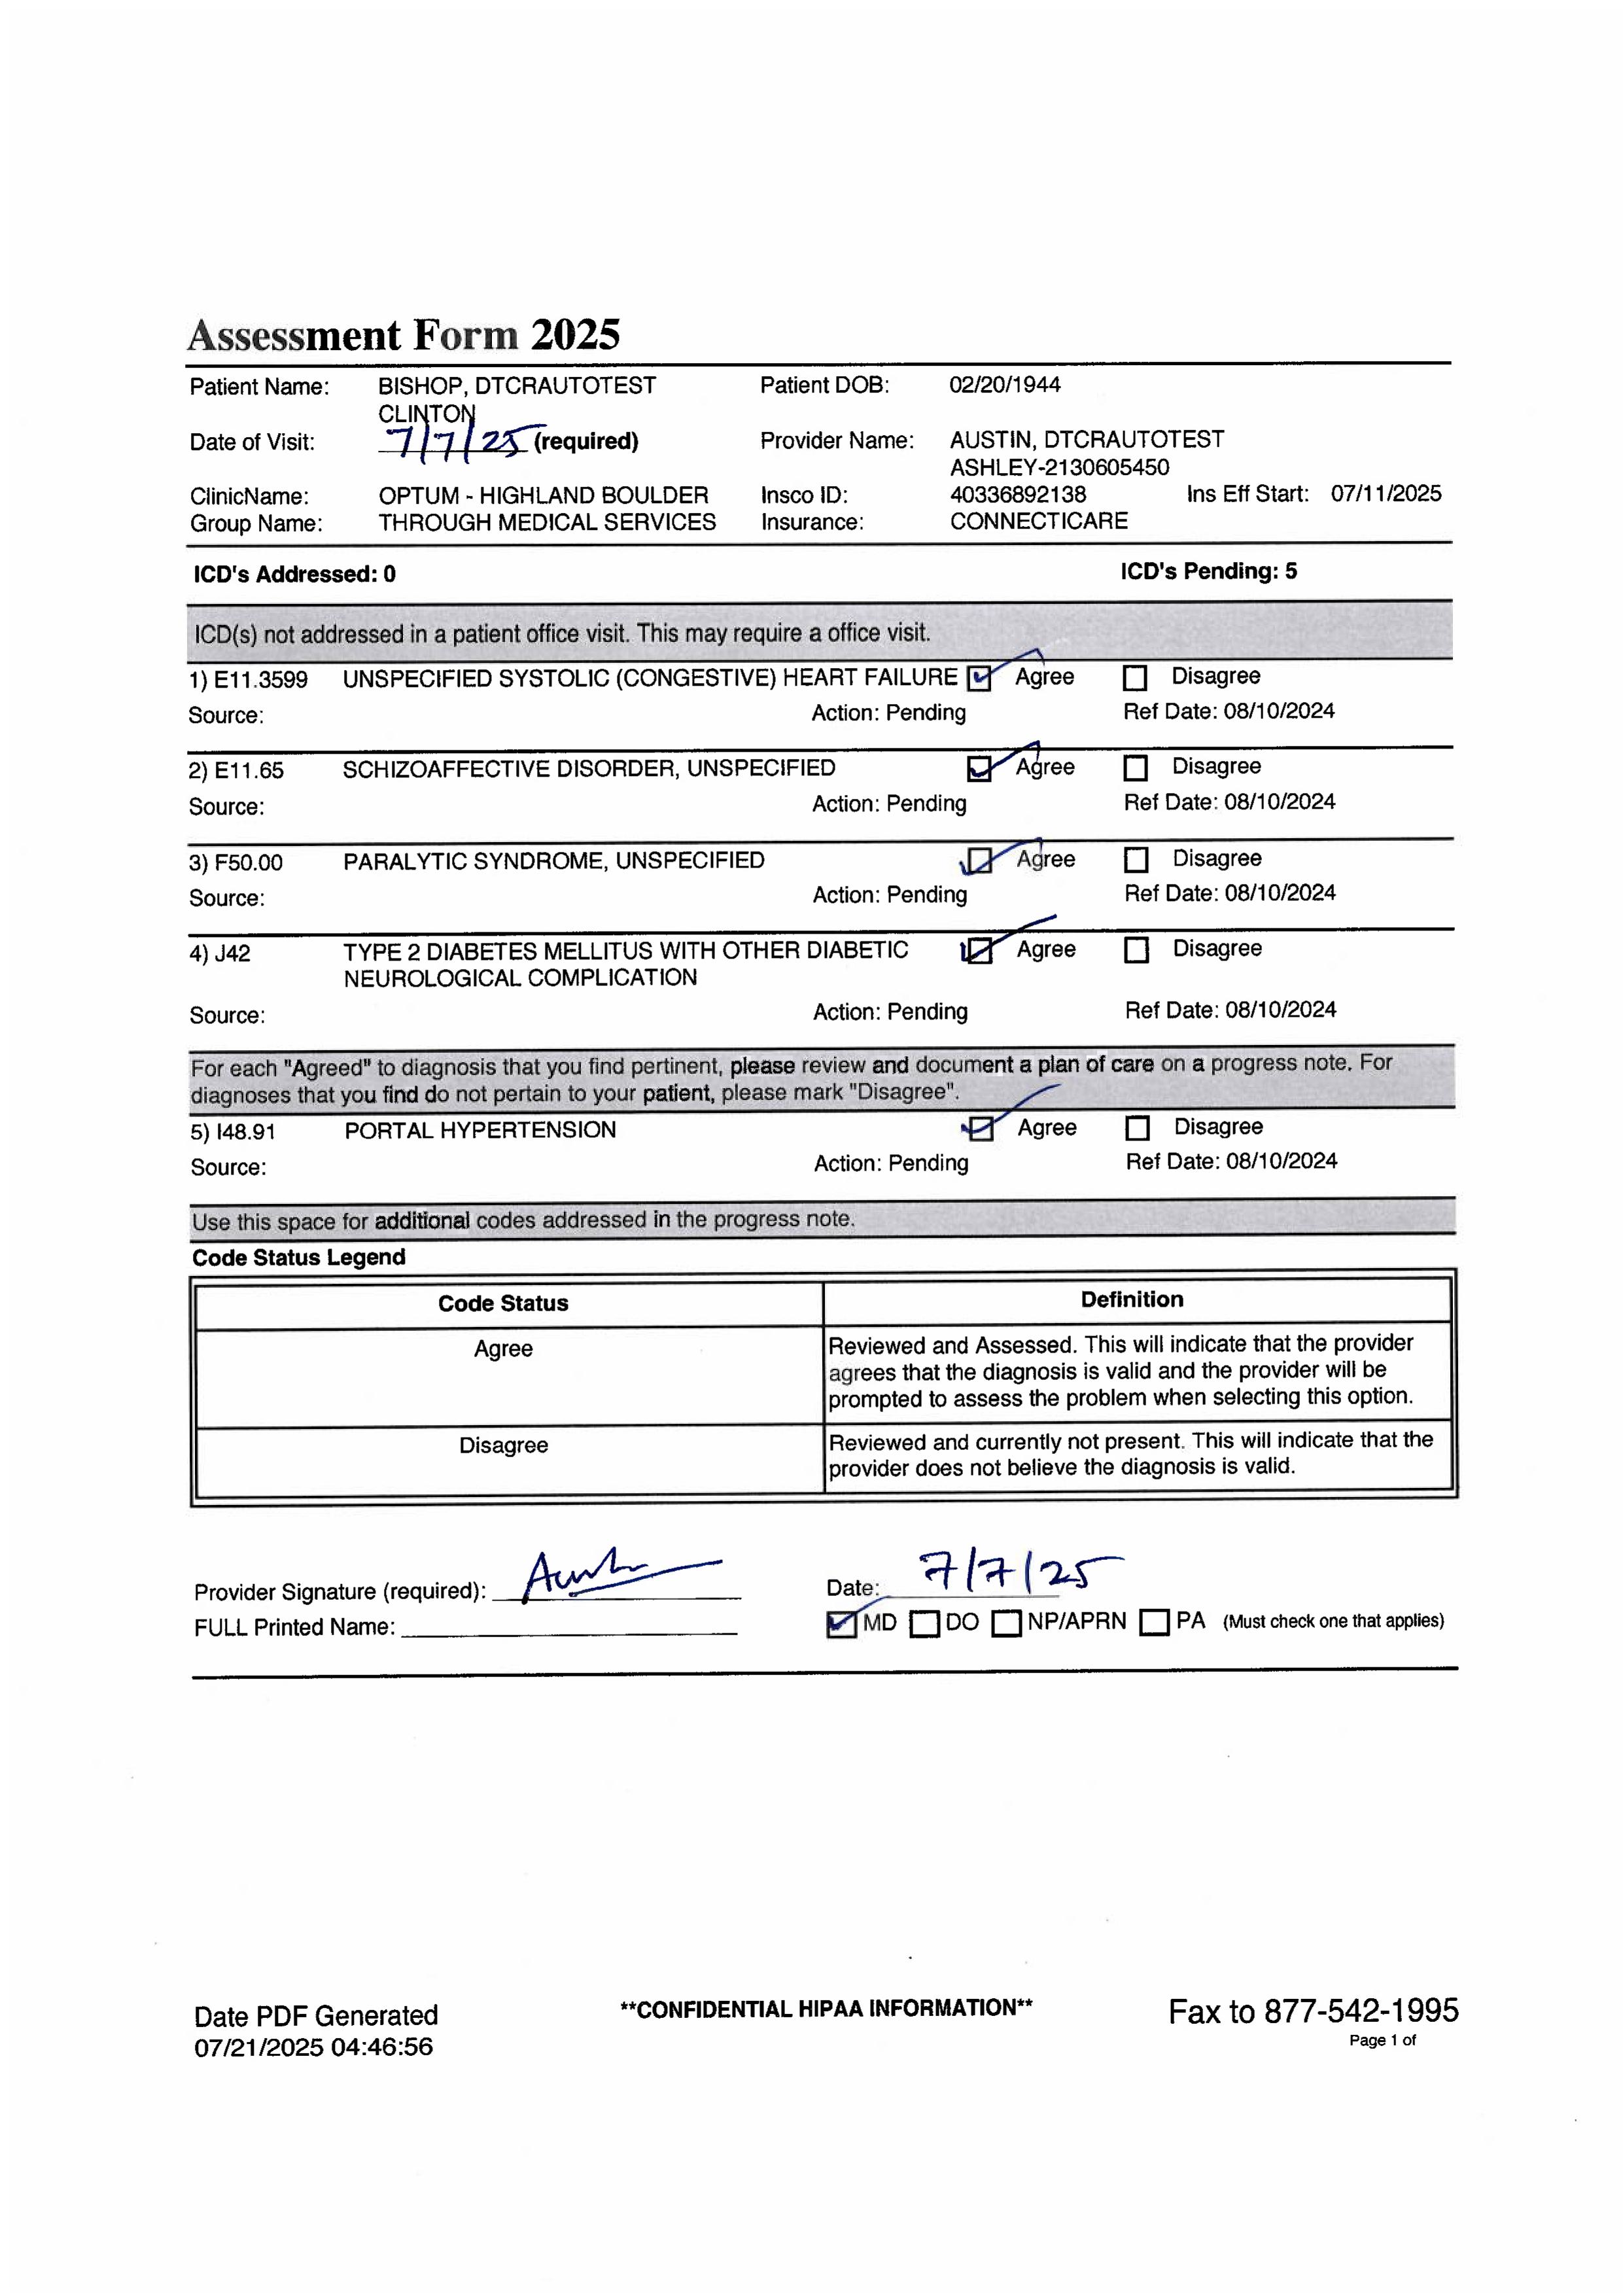 Assessment Form 2025
Patient Name: BISHOP, DTCRAUTOTEST CLINTON Patient DOB: 02/20/1944
Date of Visit: 7/7/25 (required) Provider Name: AUSTIN, DTCRAUTOTEST ASHLEY-2130605450
ClinicName: OPTUM - HIGHLAND BOULDER Insco ID: 40336892138 Ins Eff Start: 07/11/2025
Group Name: THROUGH MEDICAL SERVICES Insurance: CONNECTICARE
ICD's Addressed: 0 ICD's Pending: 5
ICD(s) not addressed in a patient office visit. This may require a office visit.
1) E11.3599 UNSPECIFIED SYSTOLIC (CONGESTIVE) HEART FAILURE Agree Disagree
Source: Action: Pending Ref Date: 08/10/2024
2) E11.65 SCHIZOAFFECTIVE DISORDER, UNSPECIFIED Agree Disagree
Source: Action: Pending Ref Date: 08/10/2024
3) F50.00 PARALYTIC SYNDROME, UNSPECIFIED Agree Disagree
Source: Action: Pending Ref Date: 08/10/2024
4) J42 TYPE 2 DIABETES MELLITUS WITH OTHER DIABETIC Agree Disagree
NEUROLOGICAL COMPLICATION
Source: Action: Pending Ref Date: 08/10/2024
For each "Agreed" to diagnosis that you find pertinent, please review and document a plan of care on a progress note. For
diagnoses that you find do not pertain to your patient, please mark "Disagree".
5) I48.91 PORTAL HYPERTENSION Agree Disagree
Source: Action: Pending Ref Date: 08/10/2024
Use this space for additional codes addressed in the progress note.
Code Status Legend
Code Status Definition
Agree Reviewed and Assessed. This will indicate that the provider
agrees that the diagnosis is valid and the provider will be
prompted to assess the problem when selecting this option.
Disagree Reviewed and currently not present. This will indicate that the
provider does not believe the diagnosis is valid.
Provider Signature (required): Date: 7/7/25
FULL Printed Name: MD DO NP/APRN PA (Must check one that applies)
Date PDF Generated **CONFIDENTIAL HIPAA INFORMATION** Fax to 877-542-1995
07/21/2025 04:46:56 Page 1 of